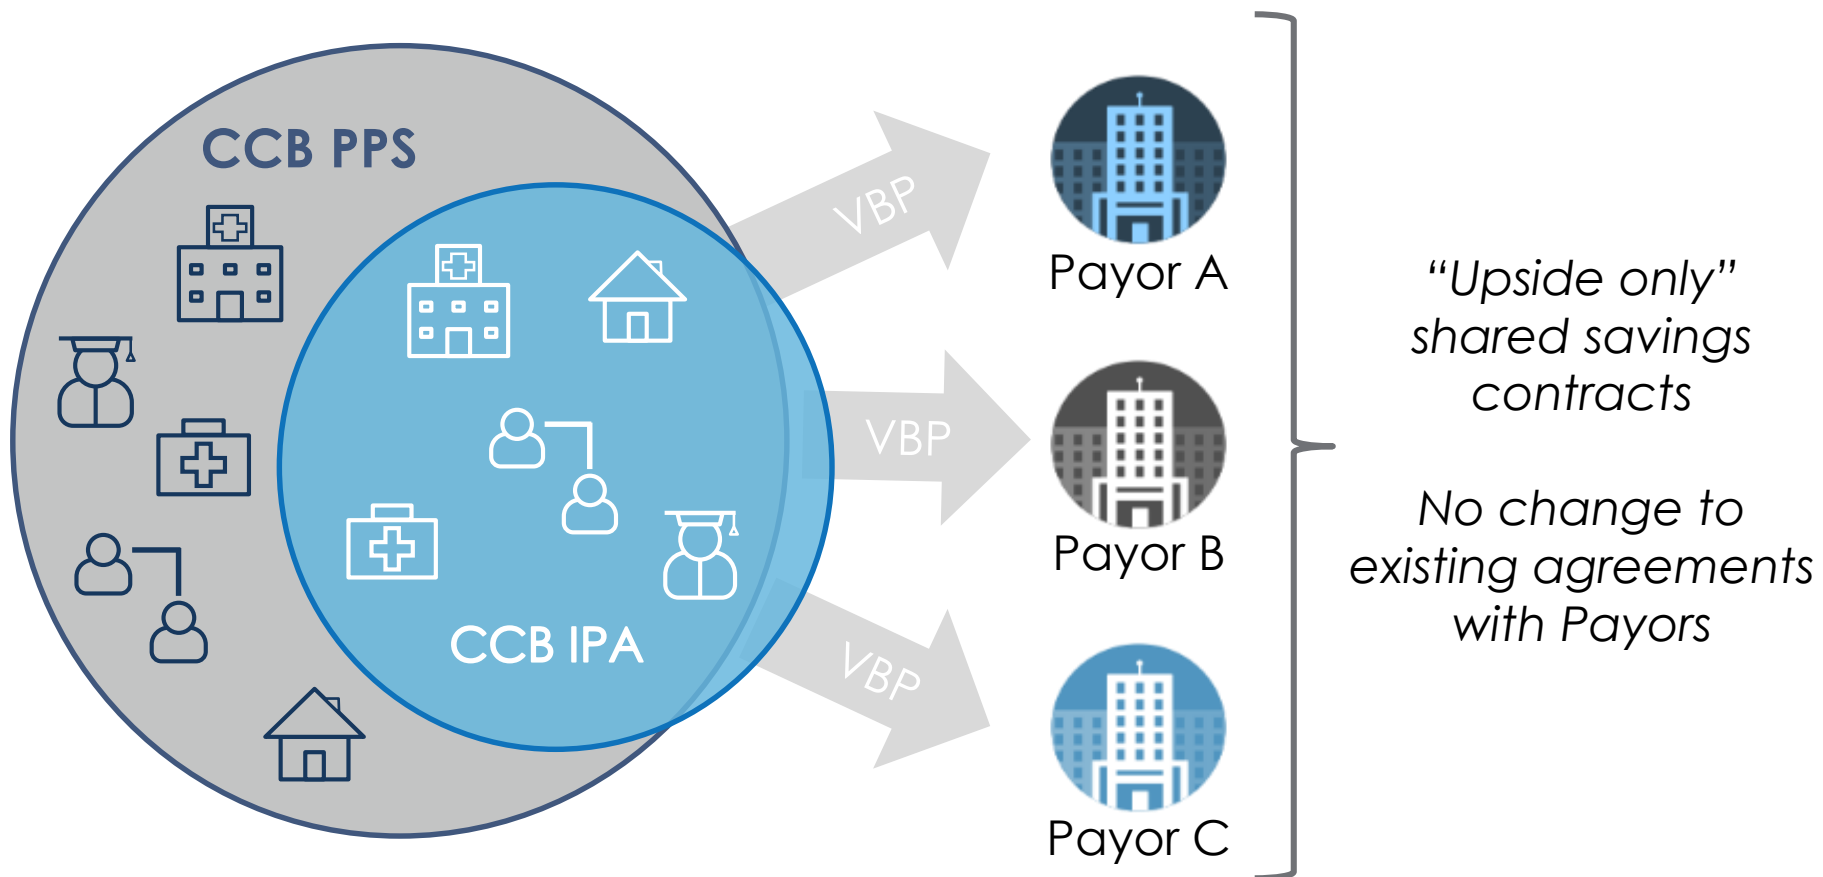 CCB PPS
CCB IPA
VBP
VBP
VBP
Payor A
Payor B
Payor C
“Upside only”
shared savings
contracts
No change to
existing agreements
with Payors